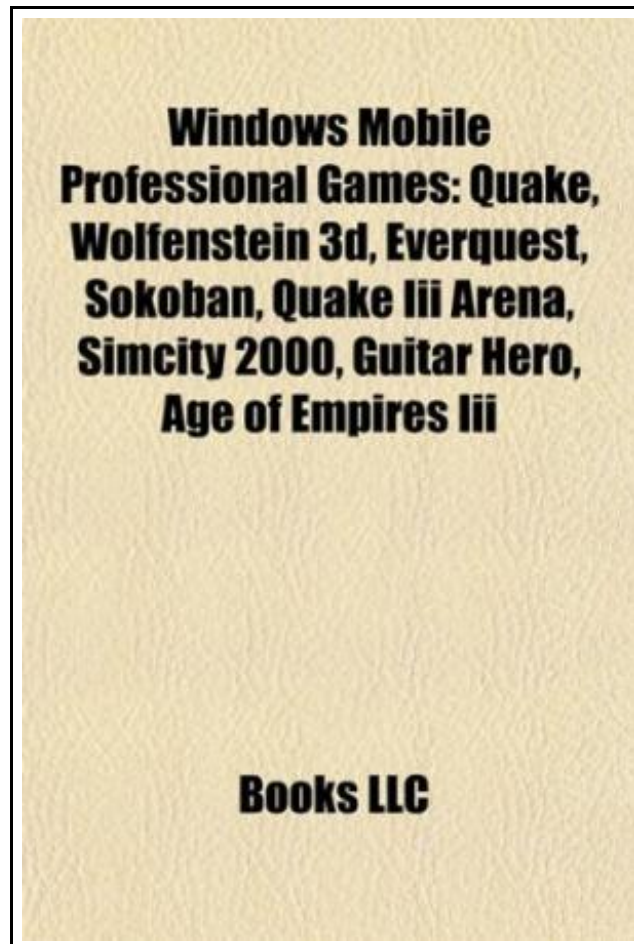 Windows Mobile
Professional Games: Quake,
Wolfenstein 3d, Everquest,
Sokoban, Quake Iii Arena,
Simcity 2000, Guitar Hero,
Age of Empires Iii
Books LLC